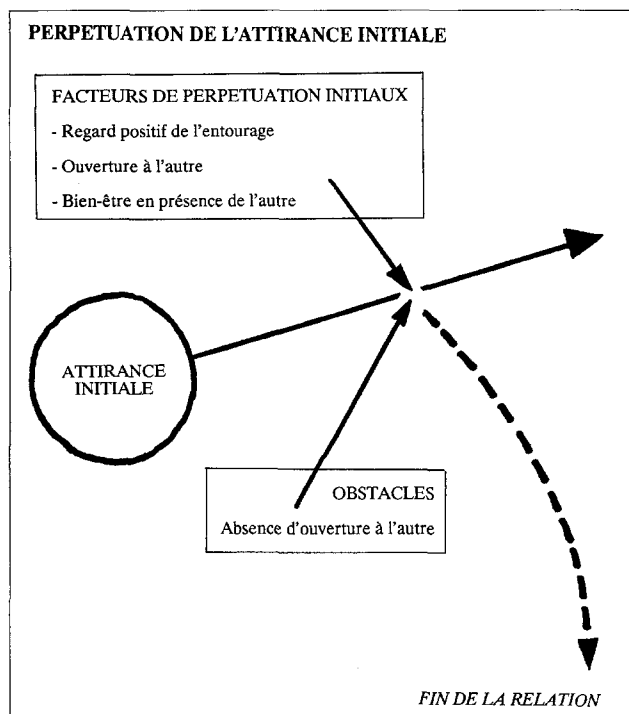 PERPETUATION DE L'ATTIRANCE INITIALE
FACTEURS DE PERPETUATION INITIAUX
- Regard positif de l'entourage
- Ouverture à l'autre
- Bien-être en présence de l'autre
ATTIRANCE
INITIALE
OBSTACLES
Absence d'ouverture à l'autre
FIN DE LA RELATION